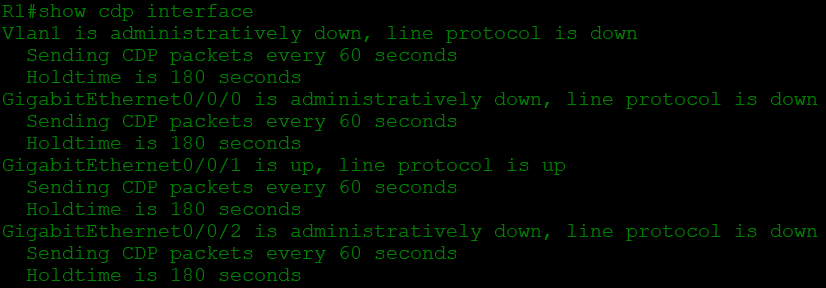 R1#show cdp interface
Vlan1 is administratively down, line protocol is down
  Sending CDP packets every 60 seconds
  Holdtime is 180 seconds
GigabitEthernet0/0/0 is administratively down, line protocol is down
  Sending CDP packets every 60 seconds
  Holdtime is 180 seconds
GigabitEthernet0/0/1 is up, line protocol is up
  Sending CDP packets every 60 seconds
  Holdtime is 180 seconds
GigabitEthernet0/0/2 is administratively down, line protocol is down
  Sending CDP packets every 60 seconds
  Holdtime is 180 seconds